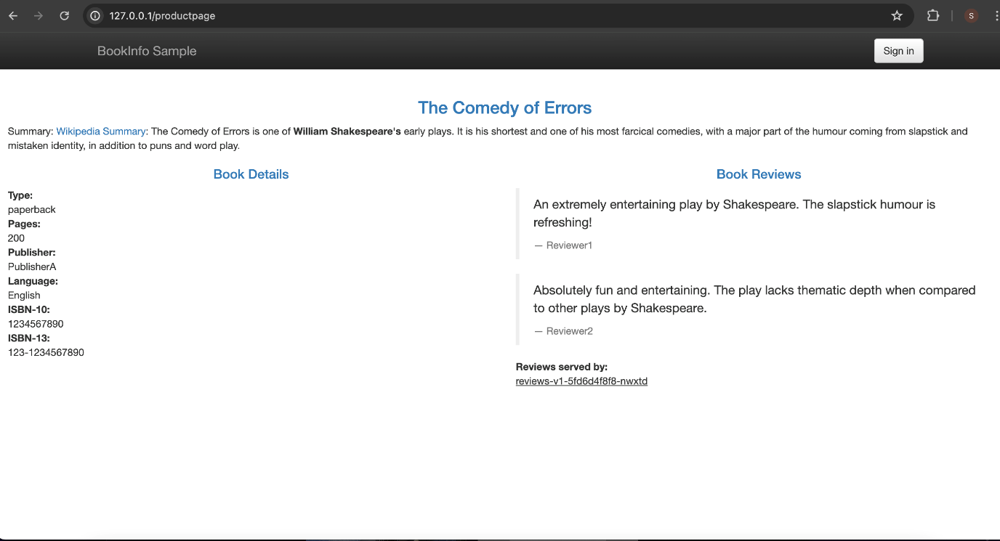 127.0.0.1/productpage
S
BookInfo Sample
Sign in
The Comedy of Errors
Summary: Wikipedia Summary: The Comedy of Errors is one of William Shakespeare's early plays. It is his shortest and one of his most farcical comedies, with a major part of the humour coming from slapstick and
mistaken identity, in addition to puns and word play.
Book Details
Type:
paperback
Pages:
200
Publisher:
PublisherA
Language:
English
ISBN-10:
1234567890
ISBN-13:
123-1234567890
Book Reviews
An extremely entertaining play by Shakespeare. The slapstick humour is
refreshing!
— Reviewer1
Absolutely fun and entertaining. The play lacks thematic depth when compared
to other plays by Shakespeare.
— Reviewer2
Reviews served by:
reviews-v1-5fd6d4f8f8-nwxtd